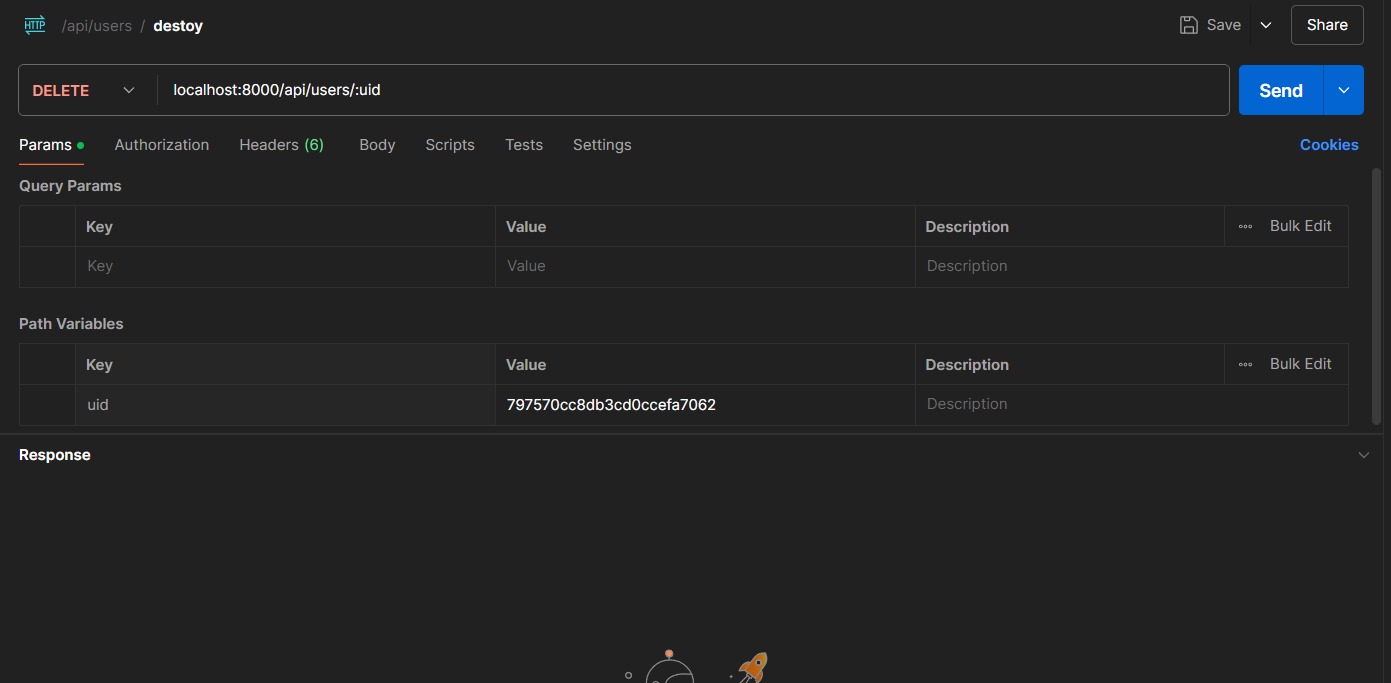 HTTP /api/users / destoy Save Share
DELETE localhost:8000/api/users/:uid Send
Params Authorization Headers (6) Body Scripts Tests Settings Cookies
Query Params
Key Value Description Bulk Edit
Key Value Description
Path Variables
Key Value Description Bulk Edit
uid 797570cc8db3cd0ccefa7062 Description
Response